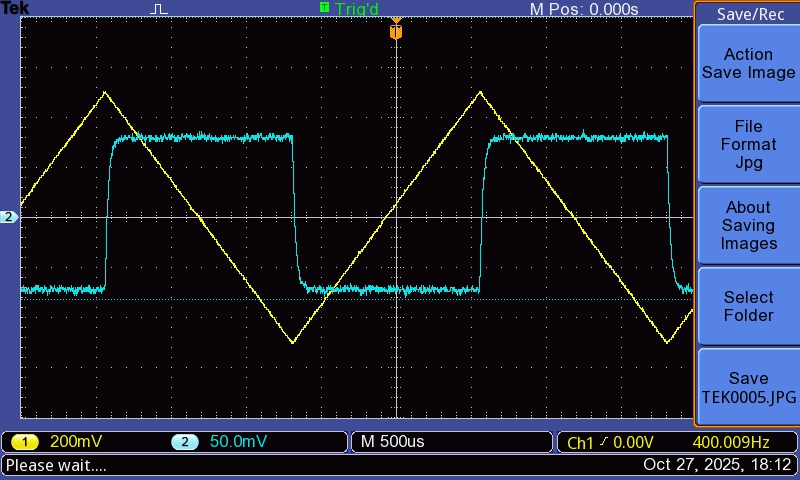 Tek
T Trig'd
M Pos: 0.000s
Save/Rec
T
Action
Save Image
File
Format
Jpg
2
About
Saving
Images
Select
Folder
Save
TEK0005.JPG
1 200mV
2 50.0mV
M 500us
Ch1 / 0.00V
400.009Hz
Please wait....
Oct 27, 2025, 18:12